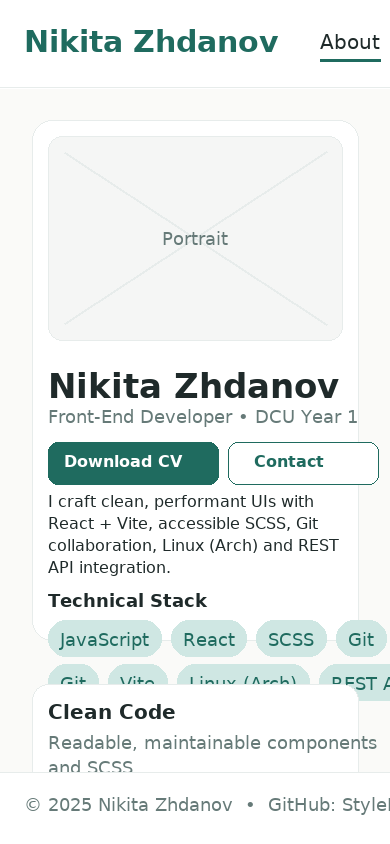 Nikita Zhdanov About
Portrait
Nikita Zhdanov
Front-End Developer • DCU Year 1
Download CV Contact
I craft clean, performant UIs with
React + Vite, accessible SCSS, Git
collaboration, Linux (Arch) and REST
API integration.
Technical Stack
JavaScript React SCSS Git
Git Vite Linux (Arch) REST A
Clean Code
Readable, maintainable components
and SCSS
© 2025 Nikita Zhdanov • GitHub: Style